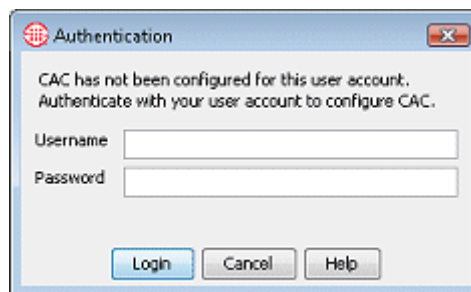 Authentication
CAC has not been configured for this user account.
Authenticate with your user account to configure CAC.
Username
Password
Login Cancel Help